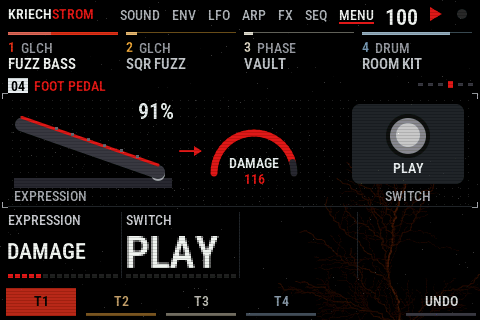 KRIECHSTROM SOUND ENV LFO ARP FX SEQ MENU 100
1 GLCH 2 GLCH 3 PHASE 4 DRUM
FUZZ BASS SQR FUZZ VAULT ROOM KIT
04 FOOT PEDAL
91%
DAMAGE
116
PLAY
EXPRESSION SWITCH
EXPRESSION SWITCH
DAMAGE PLAY
T1 T2 T3 T4 UNDO